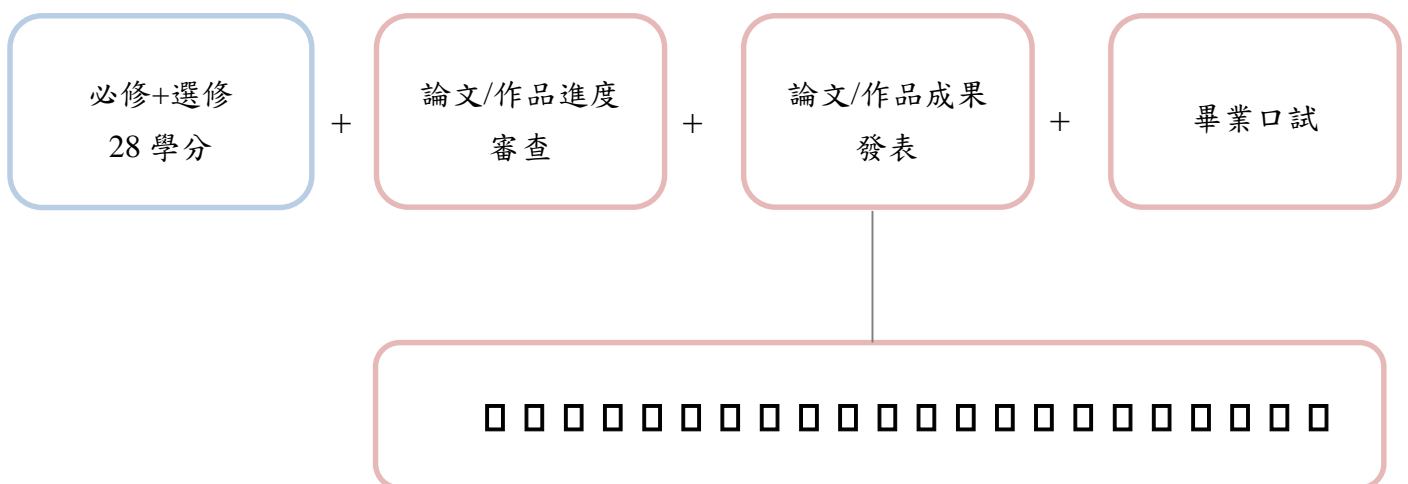 必修+選修
28 學分
+
論文/作品進度
審查
+
論文/作品成果
發表
+
畢業口試